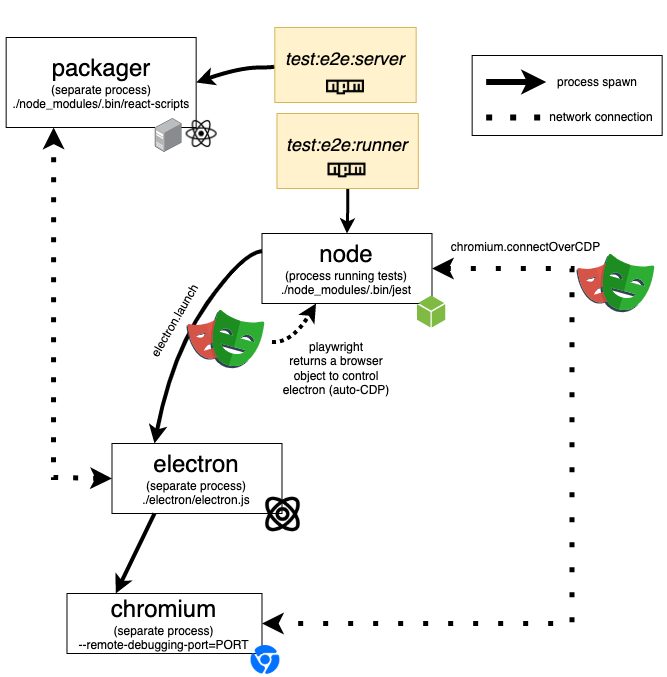 test:e2e:server
npm
packager
(separate process)
./node_modules/.bin/react-scripts
process spawn
network connection
test:e2e:runner
npm
node
(process running tests)
./node_modules/.bin/jest
chromium.connectOverCDP
electron.launch
playwright
returns a browser
object to control
electron (auto-CDP)
electron
(separate process)
./electron/electron.js
chromium
(separate process)
--remote-debugging-port=PORT